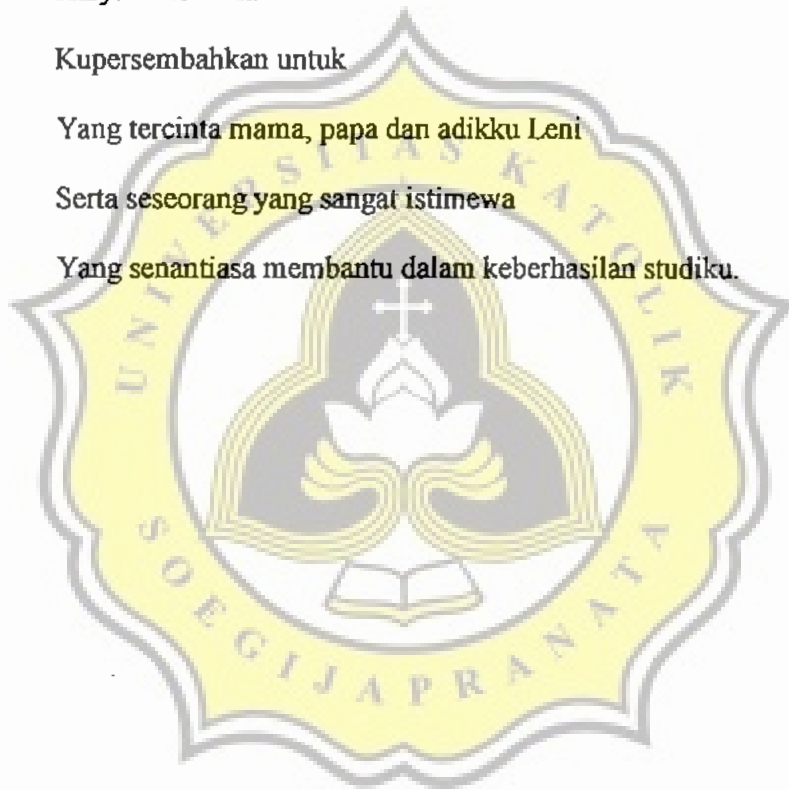 Kupersembahkan untuk
Yang tercinta mama, papa dan adikku Leni
Serta seseorang yang sangat istimewa
Yang senantiasa membantu dalam keberhasilan studiku.
UNIVERSITAS KATOLIK
SOEGIJAPRANATA